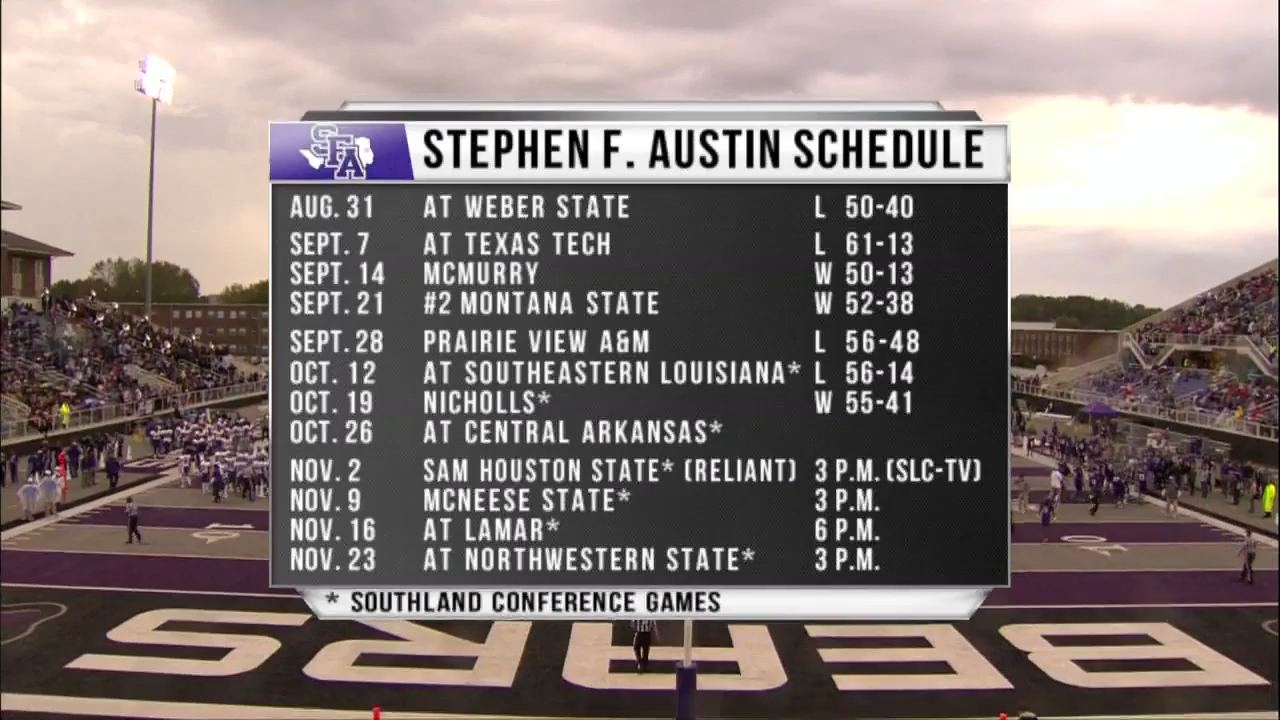 SFA STEPHEN F. AUSTIN SCHEDULE
AUG. 31 AT WEBER STATE L 50-40
SEPT. 7 AT TEXAS TECH L 61-13
SEPT. 14 MCMURRY W 50-13
SEPT. 21 #2 MONTANA STATE W 52-38
SEPT. 28 PRAIRIE VIEW A&M L 56-48
OCT. 12 AT SOUTHEASTERN LOUISIANA* L 56-14
OCT. 19 NICHOLLS* W 55-41
OCT. 26 AT CENTRAL ARKANSAS*
NOV. 2 SAM HOUSTON STATE* (RELIANT) 3 P.M. (SLC-TV)
NOV. 9 MCNEESE STATE* 3 P.M.
NOV. 16 AT LAMAR* 6 P.M.
NOV. 23 AT NORTHWESTERN STATE* 3 P.M.
* SOUTHLAND CONFERENCE GAMES
BEARS